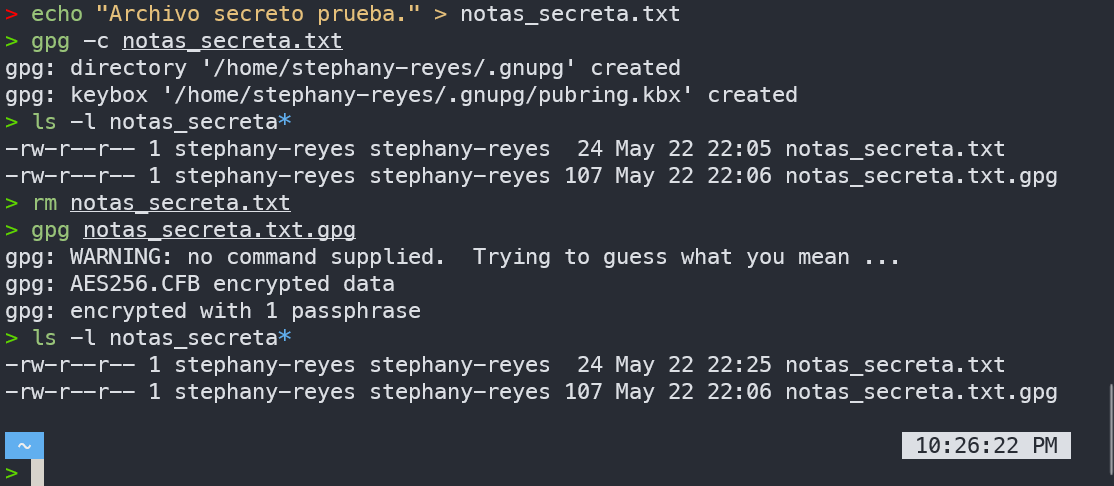 > echo "Archivo secreto prueba." > notas_secreta.txt
> gpg -c notas_secreta.txt
gpg: directory '/home/stephany-reyes/.gnupg' created
gpg: keybox '/home/stephany-reyes/.gnupg/pubring.kbx' created
> ls -l notas_secreta*
-rw-r--r-- 1 stephany-reyes stephany-reyes  24 May 22 22:05 notas_secreta.txt
-rw-r--r-- 1 stephany-reyes stephany-reyes 107 May 22 22:06 notas_secreta.txt.gpg
> rm notas_secreta.txt
> gpg notas_secreta.txt.gpg
gpg: WARNING: no command supplied.  Trying to guess what you mean ...
gpg: AES256.CFB encrypted data
gpg: encrypted with 1 passphrase
> ls -l notas_secreta*
-rw-r--r-- 1 stephany-reyes stephany-reyes  24 May 22 22:25 notas_secreta.txt
-rw-r--r-- 1 stephany-reyes stephany-reyes 107 May 22 22:06 notas_secreta.txt.gpg
~ 10:26:22 PM
>